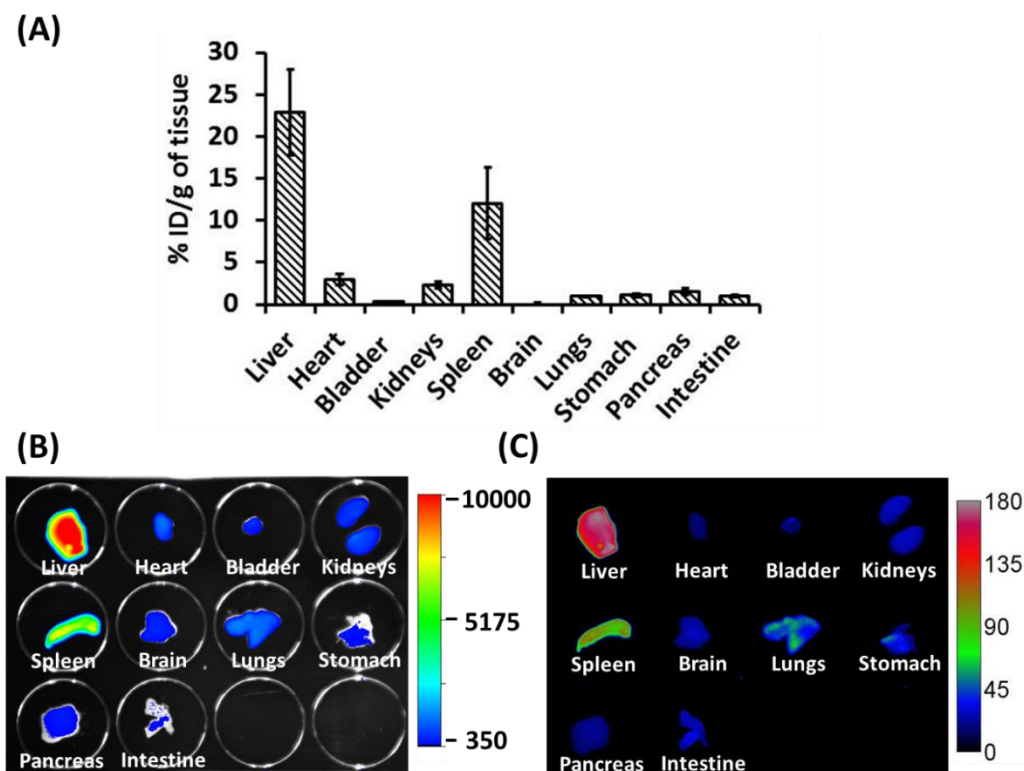 (A)
% ID/g of tissue
30
25
20
15
10
5
0
Liver
Heart
Bladder
Kidneys
Spleen
Brain
Lungs
Stomach
Pancreas
Intestine
(B)
Liver Heart Bladder Kidneys
Spleen Brain Lungs Stomach
Pancreas Intestine
10000
5175
350
(C)
Liver Heart Bladder Kidneys
Spleen Brain Lungs Stomach
Pancreas Intestine
180
135
90
45
0